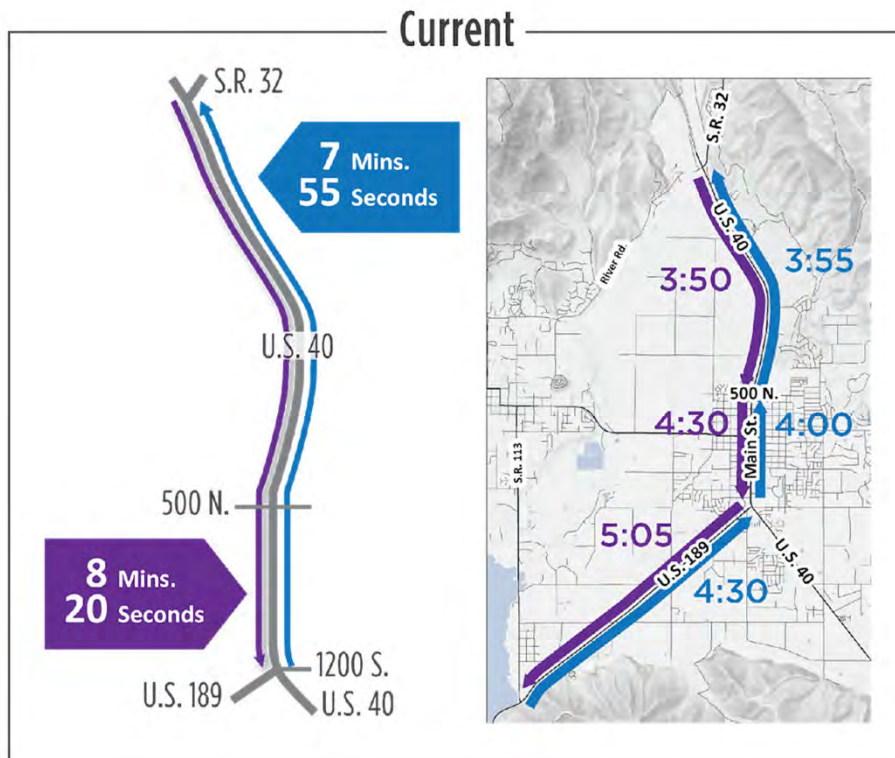 Current
S.R. 32
7 Mins.
55 Seconds
U.S. 40
500 N.
8 Mins.
20 Seconds
1200 S.
U.S. 189
U.S. 40
S.R. 32
U.S. 40
3:55
3:50
River Rd.
500 N.
4:30
Main St.
4:00
S.R. 113
5:05
U.S.-189
4:30
U.S. 40